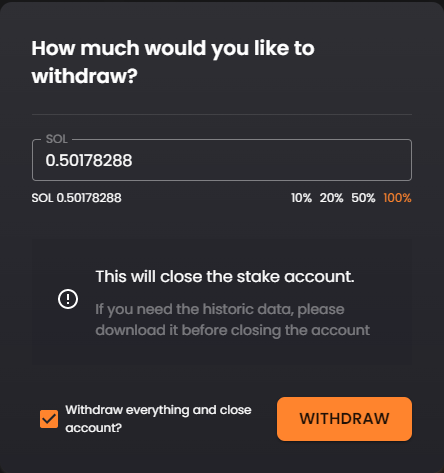 How much would you like to
withdraw?
SOL
0.50178288
SOL 0.50178288
10% 20% 50% 100%
This will close the stake account.
If you need the historic data, please
download it before closing the account
Withdraw everything and close
account?
WITHDRAW